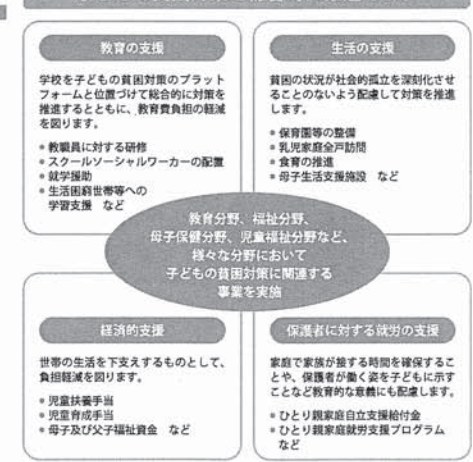 教育の支援
学校を子どもの貧困対策のプラット
フォームと位置づけて総合的に対策を
推進するとともに、教育費負担の軽減
を図ります。
● 教職員に対する研修
● スクールソーシャルワーカーの配置
● 就学援助
● 生活困窮世帯等への
学習支援 など
生活の支援
貧困の状況が社会的孤立を深刻化させ
ることのないよう配慮して対策を推進
します。
● 保育園等の整備
● 乳児家庭全戸訪問
● 食育の推進
● 母子生活支援施設 など
教育分野、福祉分野、
母子保健分野、児童福祉分野など、
様々な分野において
子どもの貧困対策に関連する
事業を実施
経済的支援
世帯の生活を下支えするものとして、
負担軽減を図ります。
● 児童扶養手当
● 児童育成手当
● 母子及び父子福祉資金 など
保護者に対する就労の支援
家庭で家族が接する時間を確保するこ
とや、保護者が働く姿を子どもに示す
ことなど教育的な意義にも配慮します。
● ひとり親家庭自立支援給付金
● ひとり親家庭就労支援プログラム
など